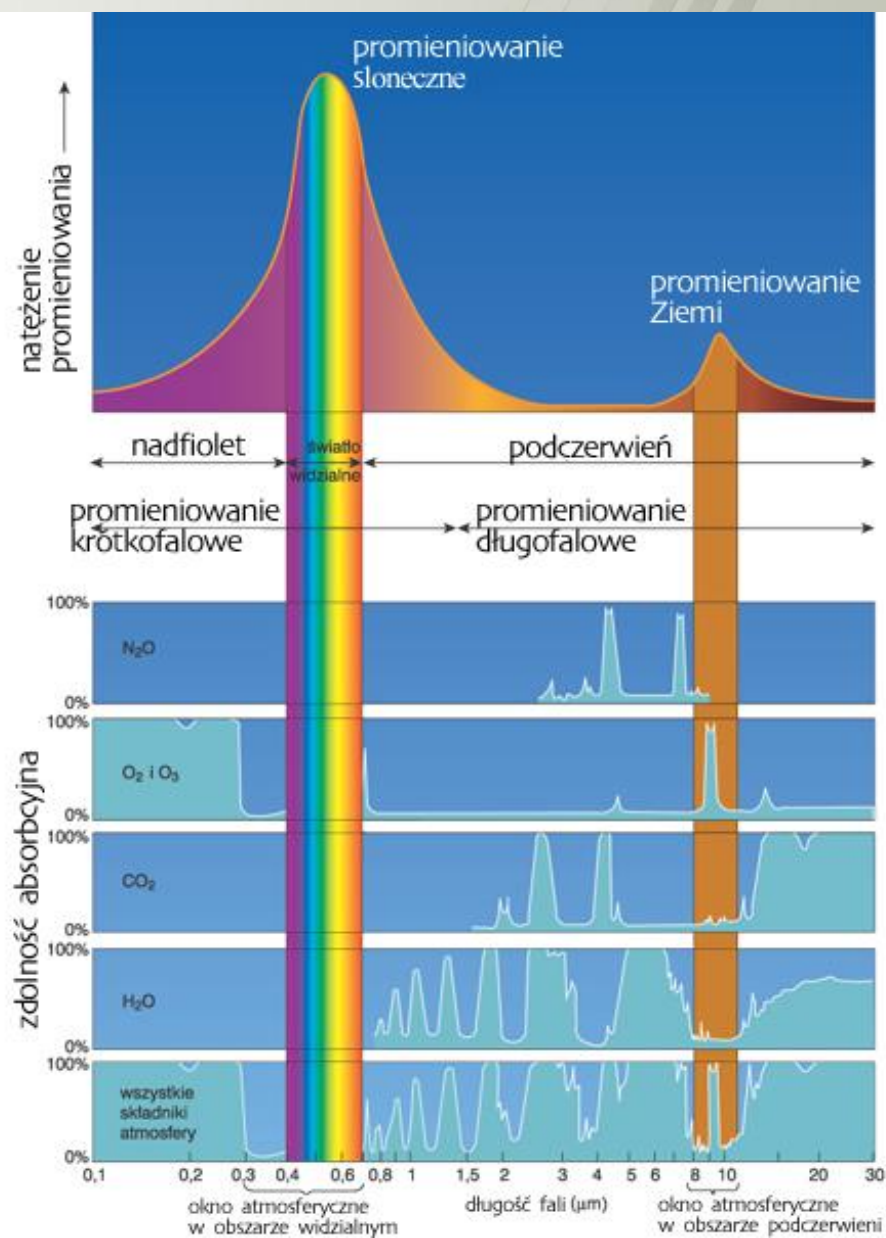 promieniowanie
sloneczne
natężenie
promieniowania
promieniowanie
Ziemi
nadfiolet
światło
widzialne
podczerwień
promieniowanie
krótkofalowe
promieniowanie
długofalowe
zdolność absorbcyjna
100%
N₂O
0%
100%
O₂ i O₃
0%
100%
CO₂
0%
100%
H₂O
0%
100%
wszystkie
składniki
atmosfery
0%
0,1 0,2 0,3 0,4 0,6 0,8 1 1,5 2 3 4 5 6 8 10 20 30
okno atmosferyczne
w obszarze widzialnym
długość fali (μm)
okno atmosferyczne
w obszarze podczerwieni